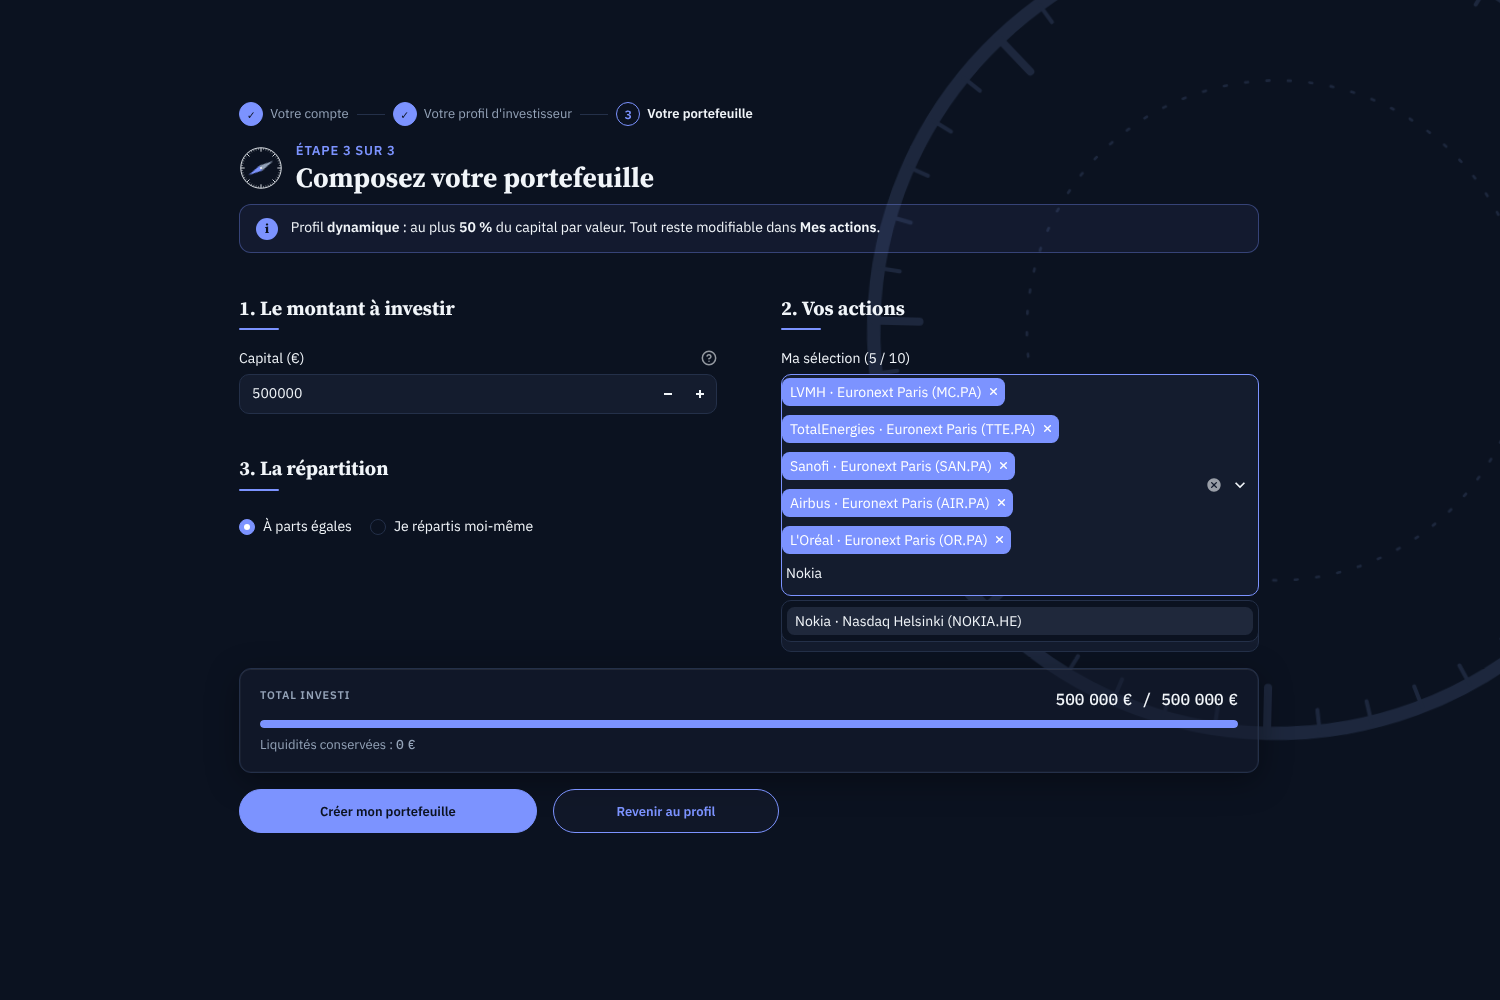 ✓ Votre compte ✓ Votre profil d'investisseur 3 Votre portefeuille
ÉTAPE 3 SUR 3
Composez votre portefeuille
i Profil dynamique : au plus 50 % du capital par valeur. Tout reste modifiable dans Mes actions.
1. Le montant à investir
Capital (€) ?
500000 − +
3. La répartition
À parts égales Je répartis moi-même
2. Vos actions
Ma sélection (5 / 10)
LVMH · Euronext Paris (MC.PA) ×
TotalEnergies · Euronext Paris (TTE.PA) ×
Sanofi · Euronext Paris (SAN.PA) ×
Airbus · Euronext Paris (AIR.PA) ×
L'Oréal · Euronext Paris (OR.PA) ×
Nokia
Nokia · Nasdaq Helsinki (NOKIA.HE)
TOTAL INVESTI 500 000 € / 500 000 €
Liquidités conservées : 0 €
Créer mon portefeuille Revenir au profil